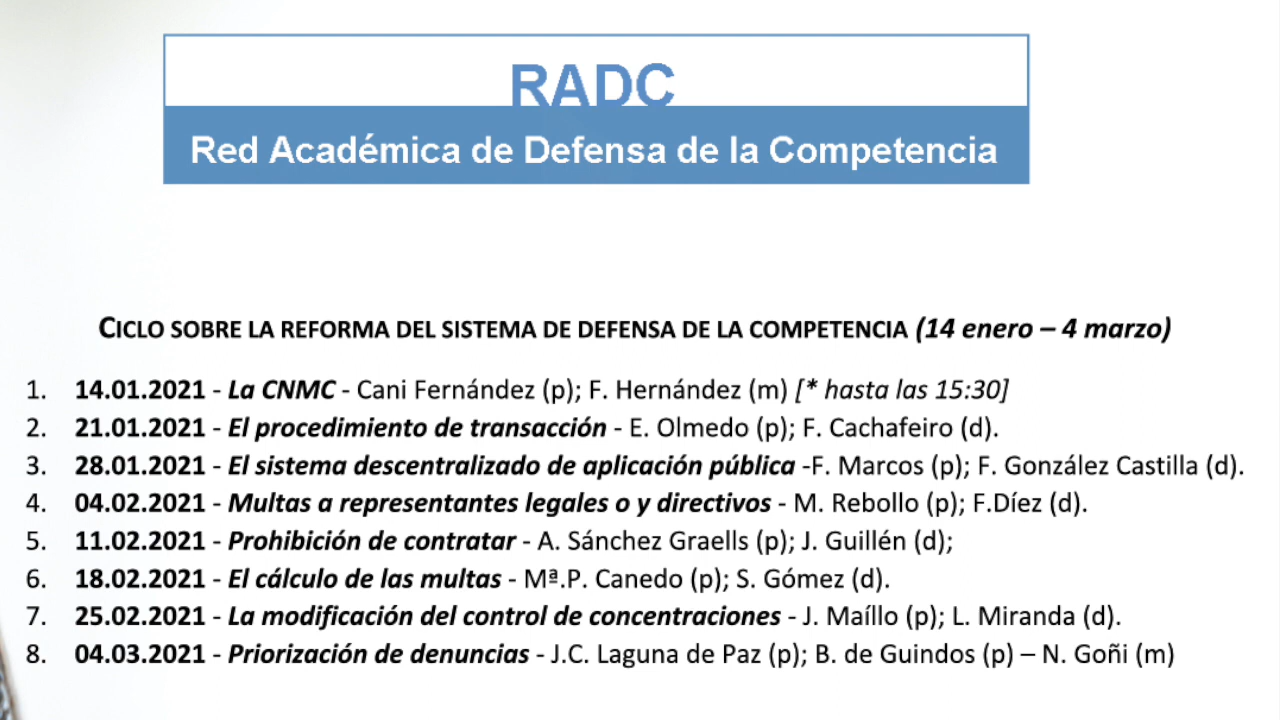 RADC
Red Académica de Defensa de la Competencia
CICLO SOBRE LA REFORMA DEL SISTEMA DE DEFENSA DE LA COMPETENCIA (14 enero – 4 marzo)
1. 14.01.2021 - La CNMC - Cani Fernández (p); F. Hernández (m) [* hasta las 15:30]
2. 21.01.2021 - El procedimiento de transacción - E. Olmedo (p); F. Cachafeiro (d).
3. 28.01.2021 - El sistema descentralizado de aplicación pública -F. Marcos (p); F. González Castilla (d).
4. 04.02.2021 - Multas a representantes legales o y directivos - M. Rebollo (p); F.Díez (d).
5. 11.02.2021 - Prohibición de contratar - A. Sánchez Graells (p); J. Guillén (d);
6. 18.02.2021 - El cálculo de las multas - Mª.P. Canedo (p); S. Gómez (d).
7. 25.02.2021 - La modificación del control de concentraciones - J. Maíllo (p); L. Miranda (d).
8. 04.03.2021 - Priorización de denuncias - J.C. Laguna de Paz (p); B. de Guindos (p) – N. Goñi (m)